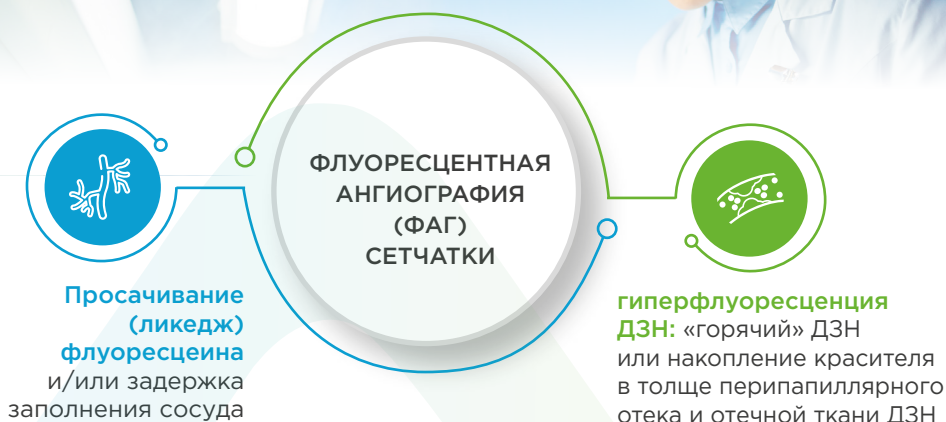 ФЛУОРЕСЦЕНТНАЯ
АНГИОГРАФИЯ
(ФАГ)
СЕТЧАТКИ
Просачивание
(ликедж)
флуоресцеина
и/или задержка
заполнения сосуда
гиперфлуоресценция
ДЗН: «горячий» ДЗН
или накопление красителя
в толще перипапиллярного
отека и отечной ткани ДЗН